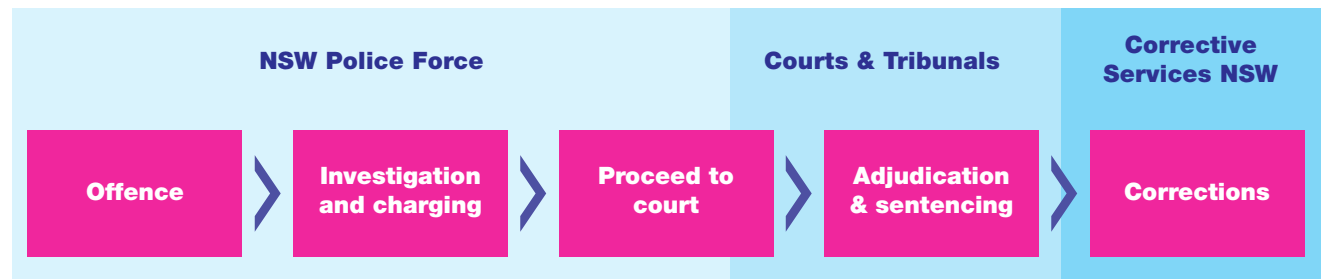 NSW Police Force
Courts & Tribunals
Corrective
Services NSW
Offence
Investigation
and charging
Proceed to
court
Adjudication
& sentencing
Corrections